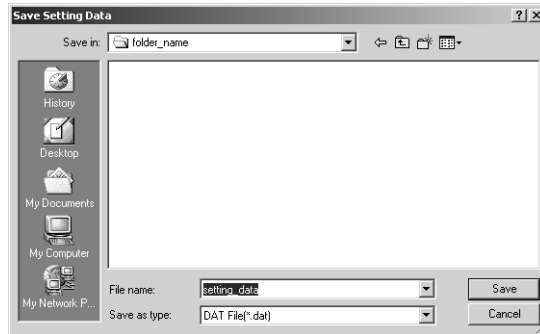 Save Setting Data
Save in: folder_name
History
Desktop
My Documents
My Computer
My Network P...
File name: setting_data Save
Save as type: DAT File(*.dat) Cancel